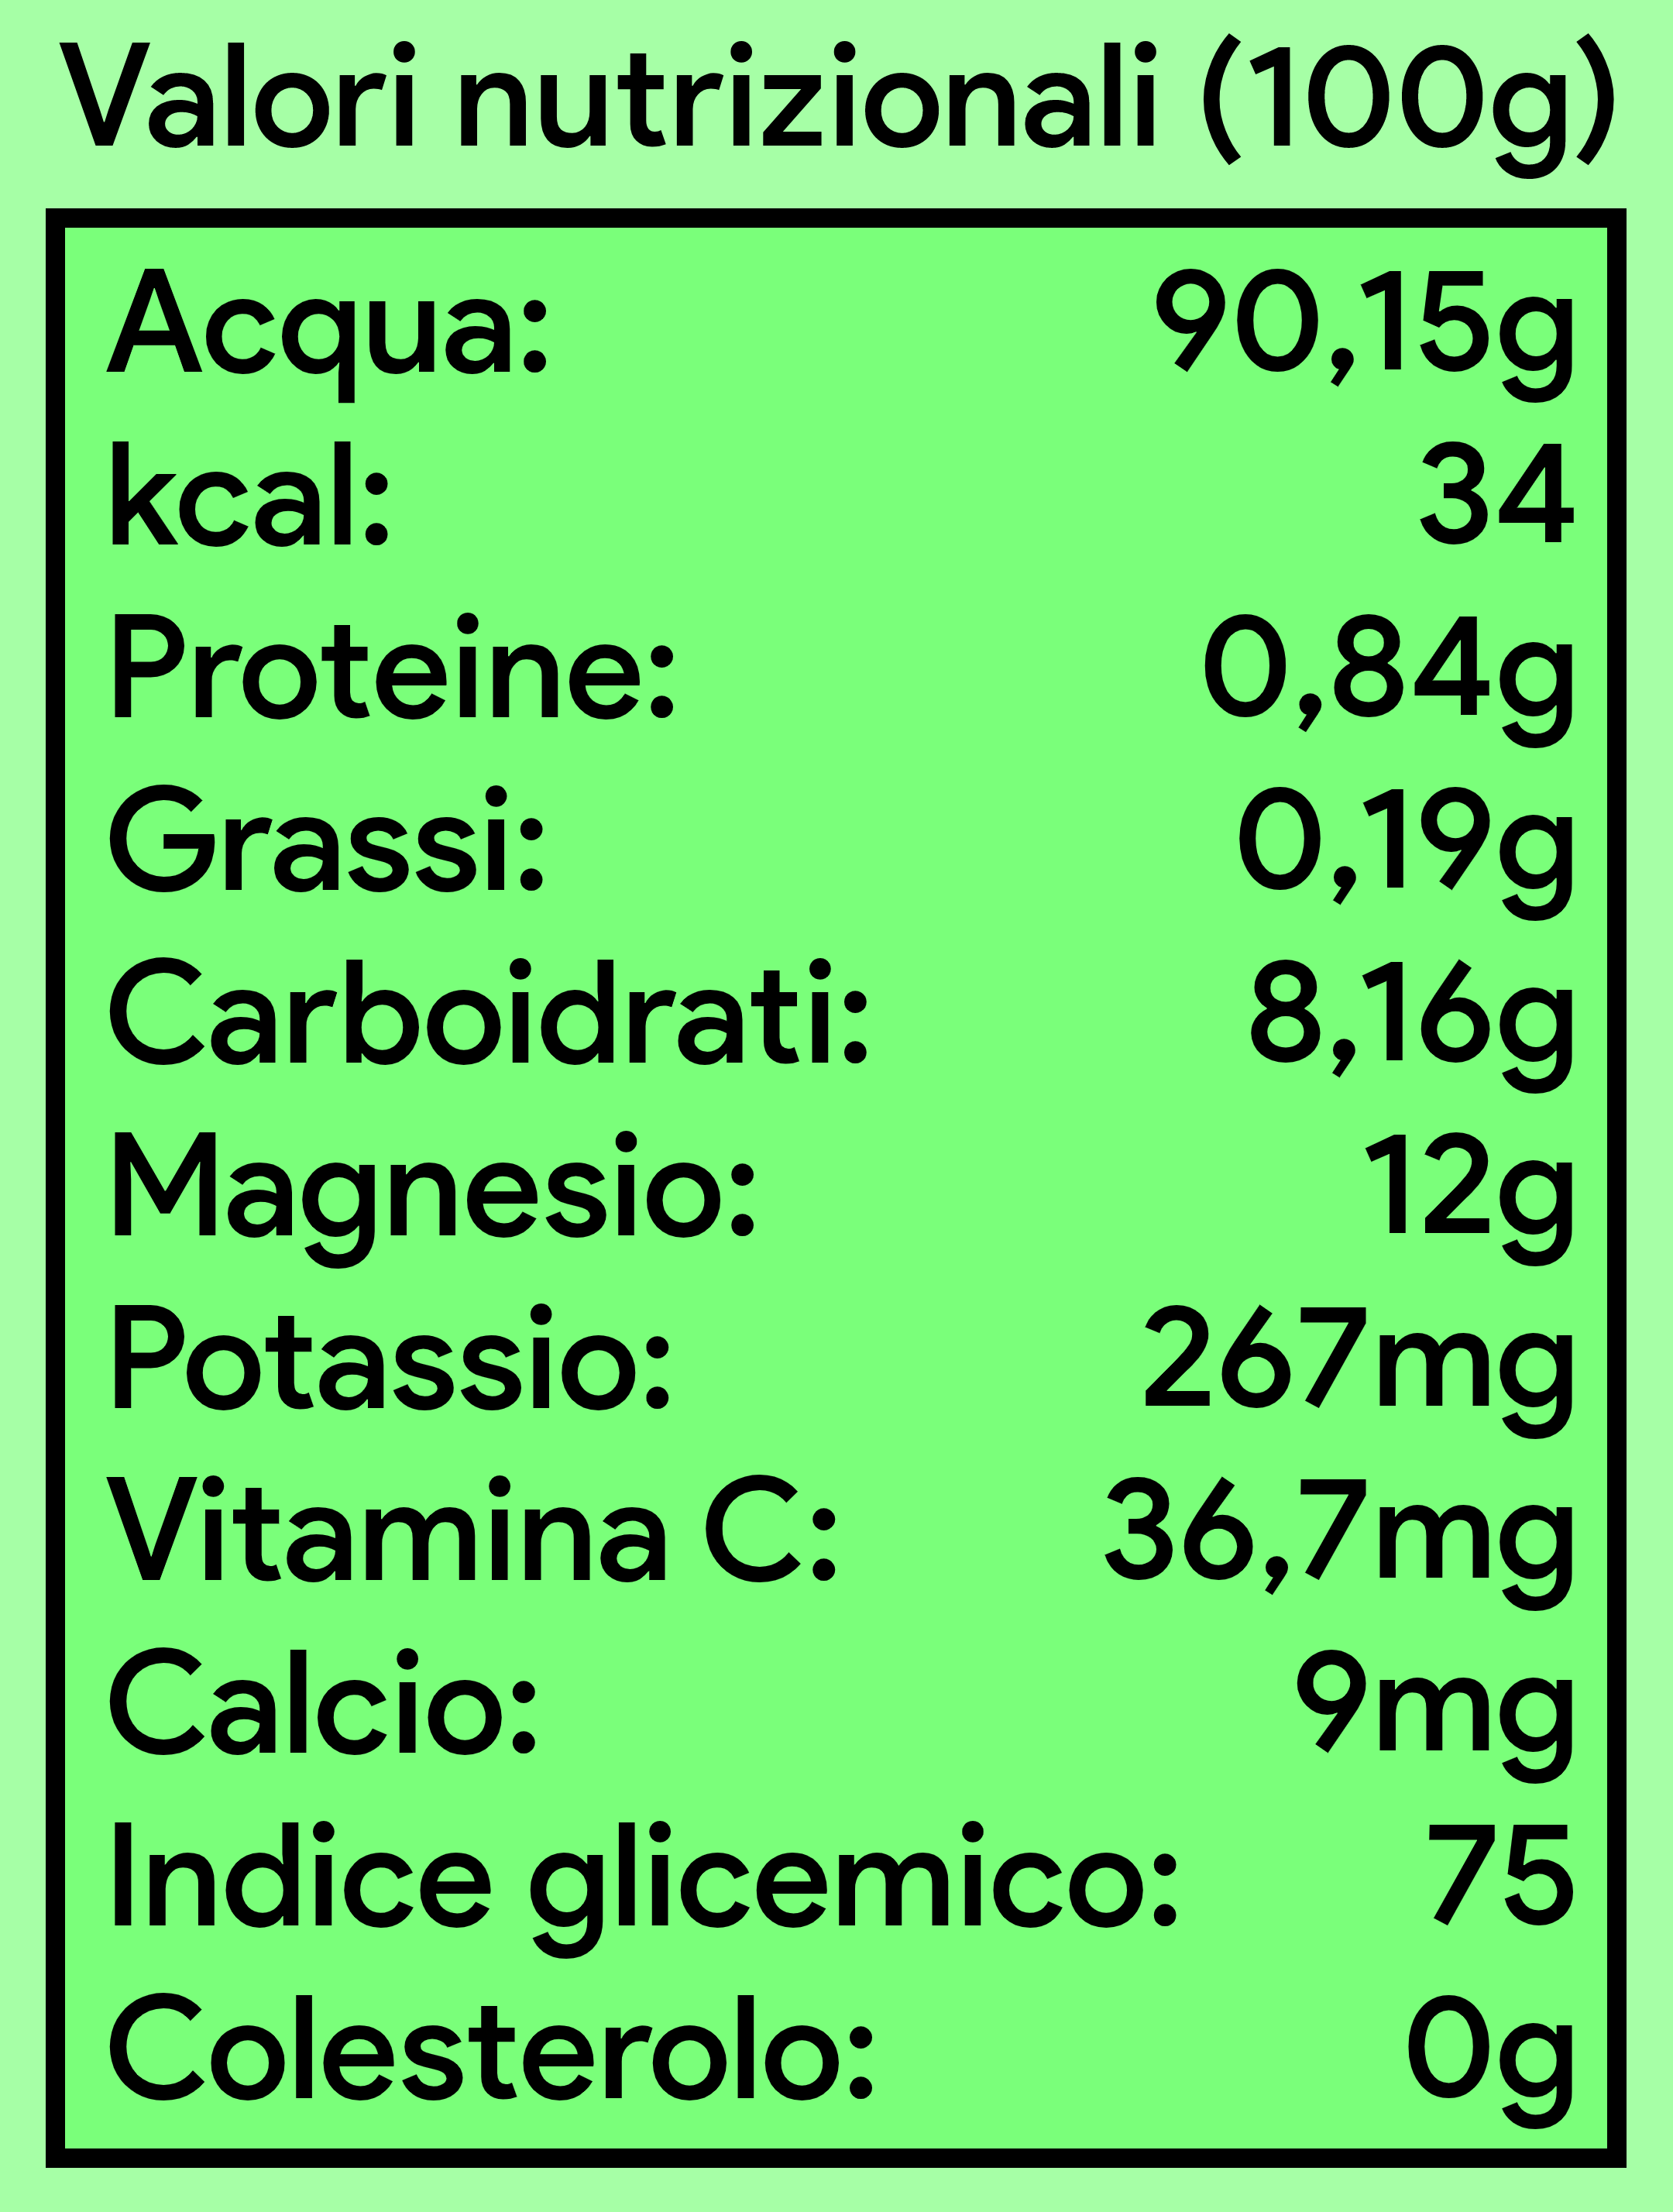 Valori nutrizionali (100g)
Acqua: 90,15g
kcal: 34
Proteine: 0,84g
Grassi: 0,19g
Carboidrati: 8,16g
Magnesio: 12g
Potassio: 267mg
Vitamina C: 36,7mg
Calcio: 9mg
Indice glicemico: 75
Colesterolo: 0g